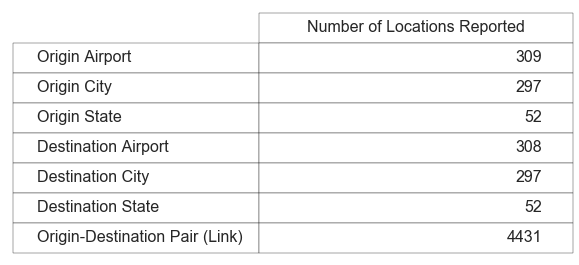 Number of Locations Reported
Origin Airport 309
Origin City 297
Origin State 52
Destination Airport 308
Destination City 297
Destination State 52
Origin-Destination Pair (Link) 4431